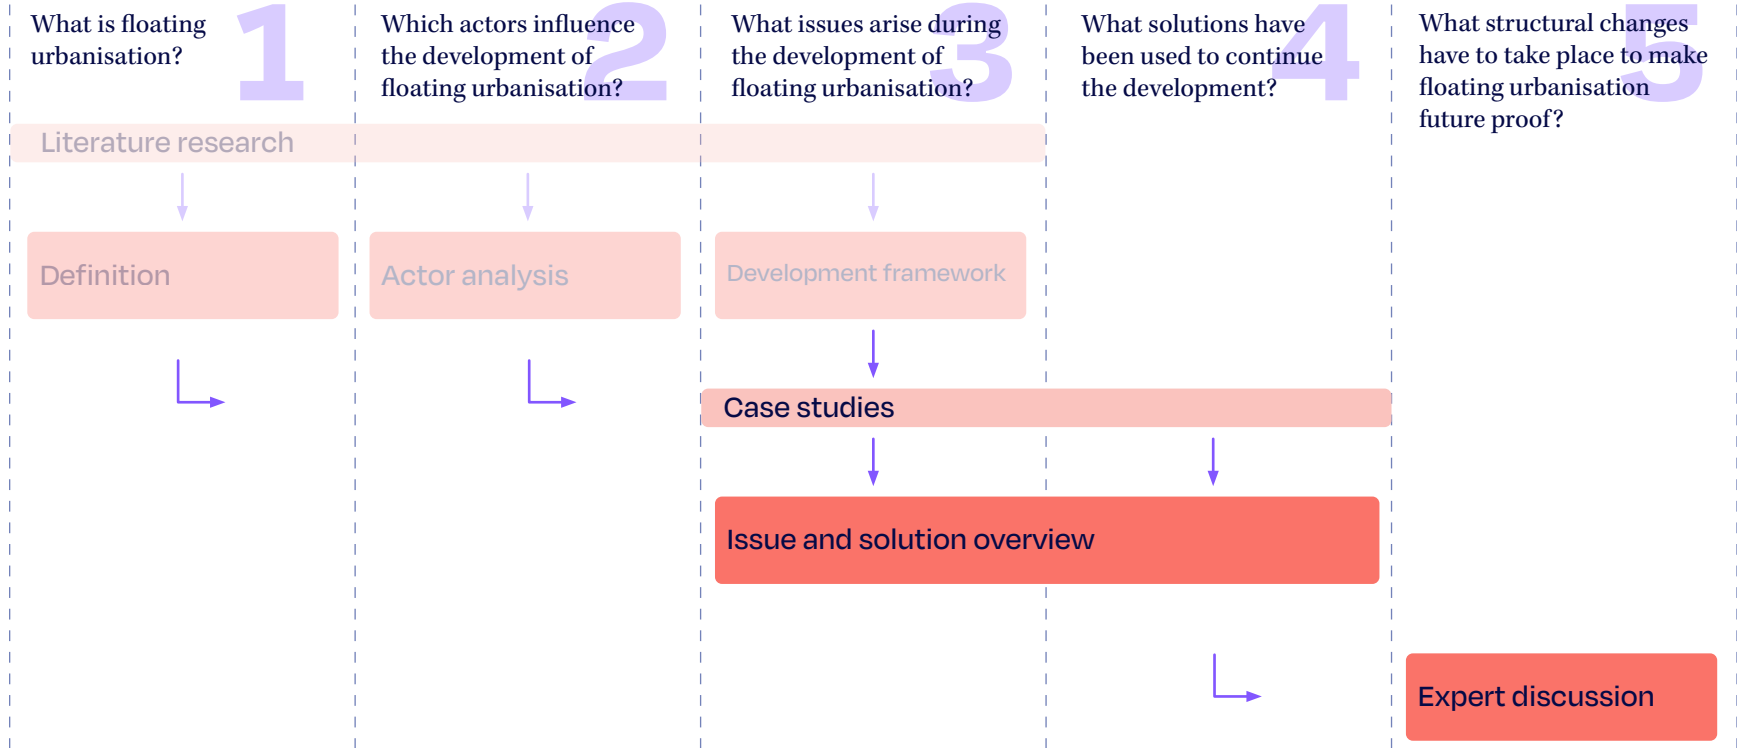 What is floating
urbanisation?
1
Which actors influence
the development of
floating urbanisation?
2
What issues arise during
the development of
floating urbanisation?
3
What solutions have
been used to continue
the development?
4
What structural changes
have to take place to make
floating urbanisation
future proof?
5
Literature research
Definition
Actor analysis
Development framework
Case studies
Issue and solution overview
Expert discussion